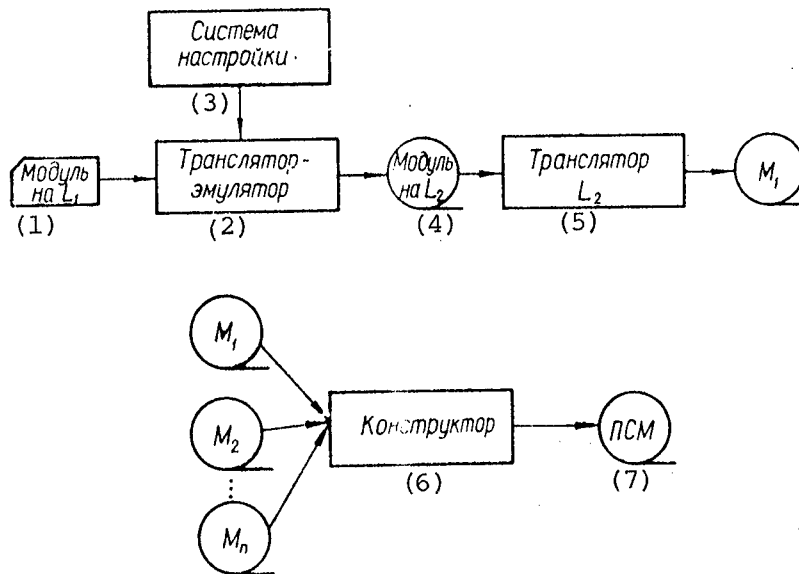 Система
настройки
(3)
Модуль
на L₁
(1)
Транслятор-
эмулятор
(2)
Модуль
на L₂
(4)
Транслятор
L₂
(5)
M₁
M₁
M₂
Mₙ
Конструктор
(6)
ПСМ
(7)